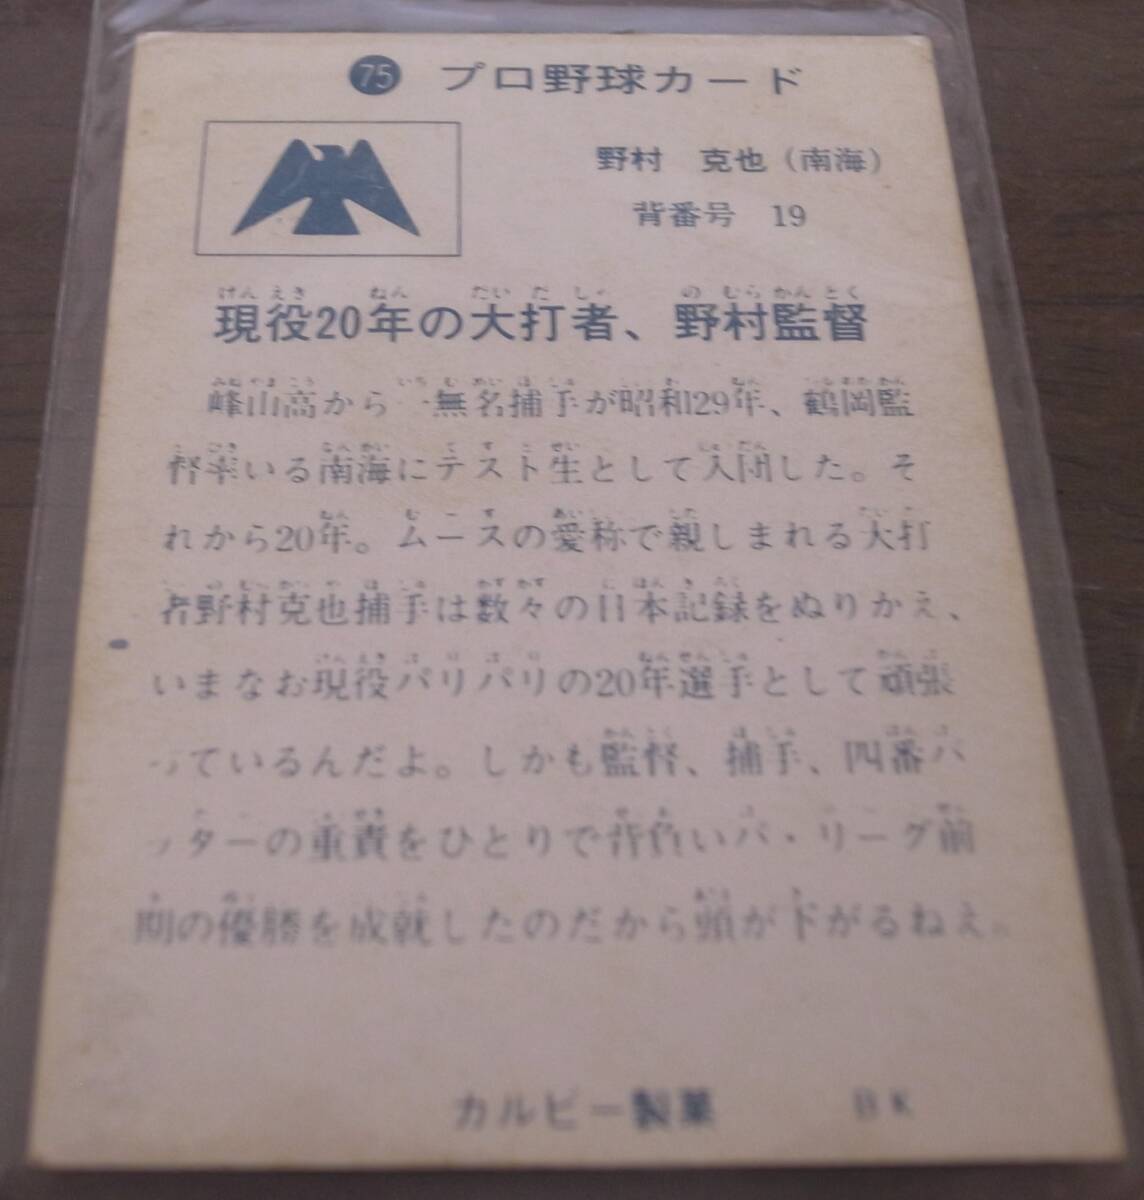 75 プロ野球カード
野村 克也(南海)
背番号 19
現役20年の大打者、野村監督
峰山高から一無名捕手が昭和29年、鶴岡監
督率いる南海にテスト生として入団した。そ
れから20年。ムースの愛称で親しまれる大打
者野村克也捕手は数々の日本記録をぬりかえ、
いまなお現役バリバリの20年選手として頑張
っているんだよ。しかも監督、捕手、四番バ
ッターの重責をひとりで背負いパ・リーグ前
期の優勝を成就したのだから頭が下がるねえ。
カルビー製菓 BK